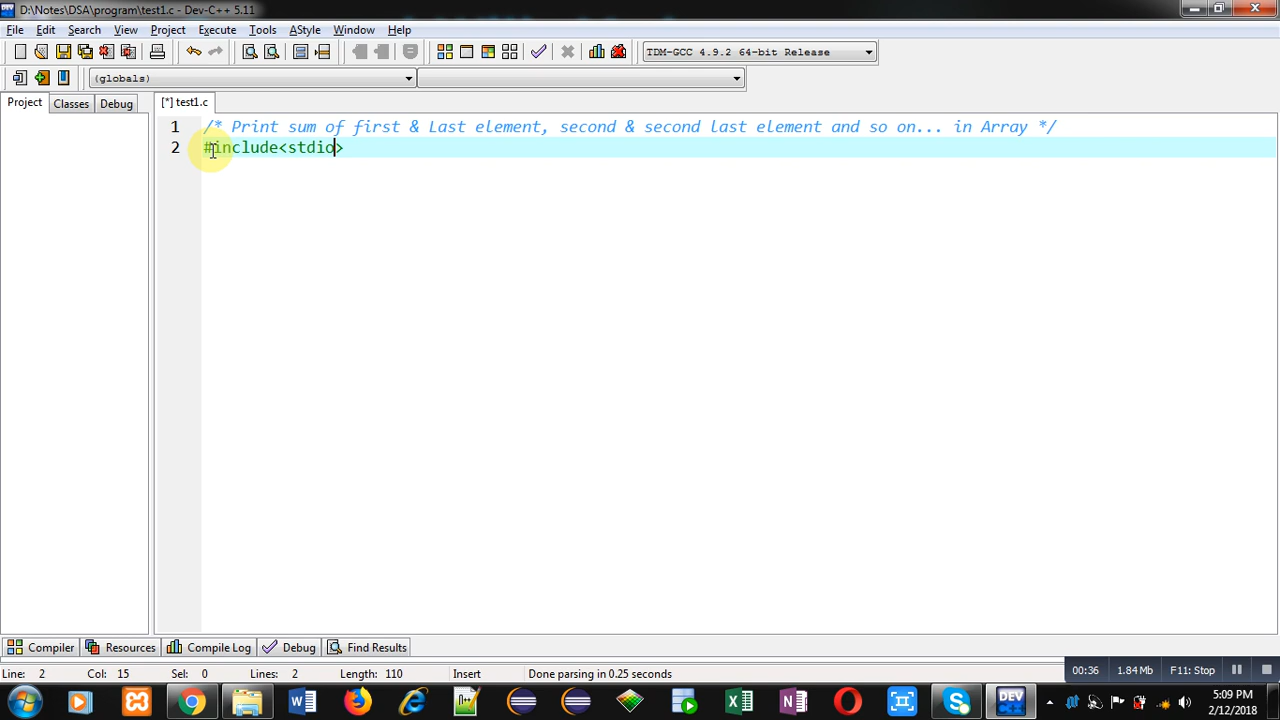 D:\Notes\DSA\program\test1.c - Dev-C++ 5.11
File Edit Search View Project Execute Tools AStyle Window Help
TDM-GCC 4.9.2 64-bit Release
(globals)
Project Classes Debug [*] test1.c
1 /* Print sum of first & Last element, second & second last element and so on... in Array */
2 #include<stdio>
Compiler Resources Compile Log Debug Find Results
Line: 2 Col: 15 Sel: 0 Lines: 2 Length: 110 Insert Done parsing in 0.25 seconds
00:36 1.84 Mb F11: Stop
DEV
5:09 PM
2/12/2018